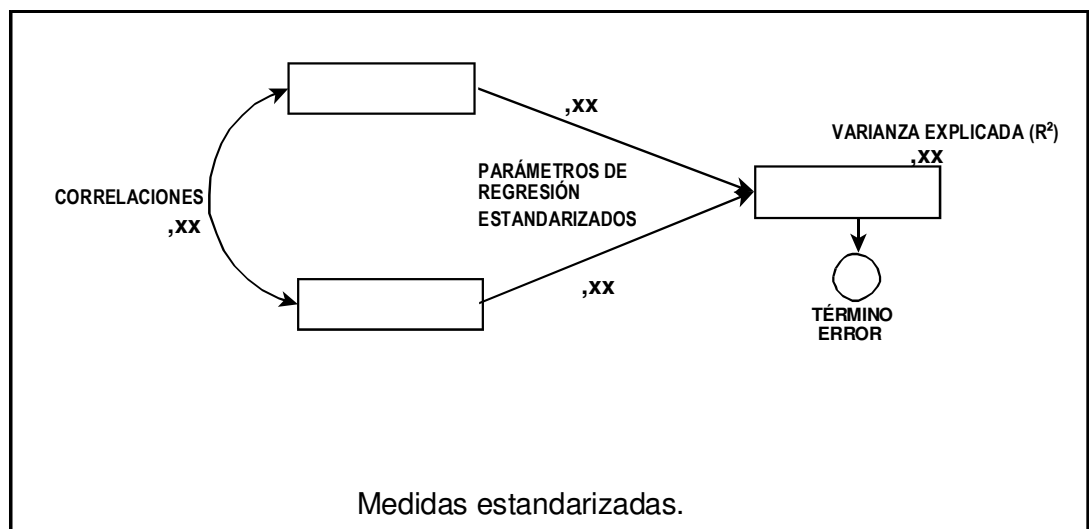 ,xx
VARIANZA EXPLICADA (R²)
,xx
PARÁMETROS DE
REGRESIÓN
ESTANDARIZADOS
CORRELACIONES
,xx
,xx
TÉRMINO
ERROR
Medidas estandarizadas.